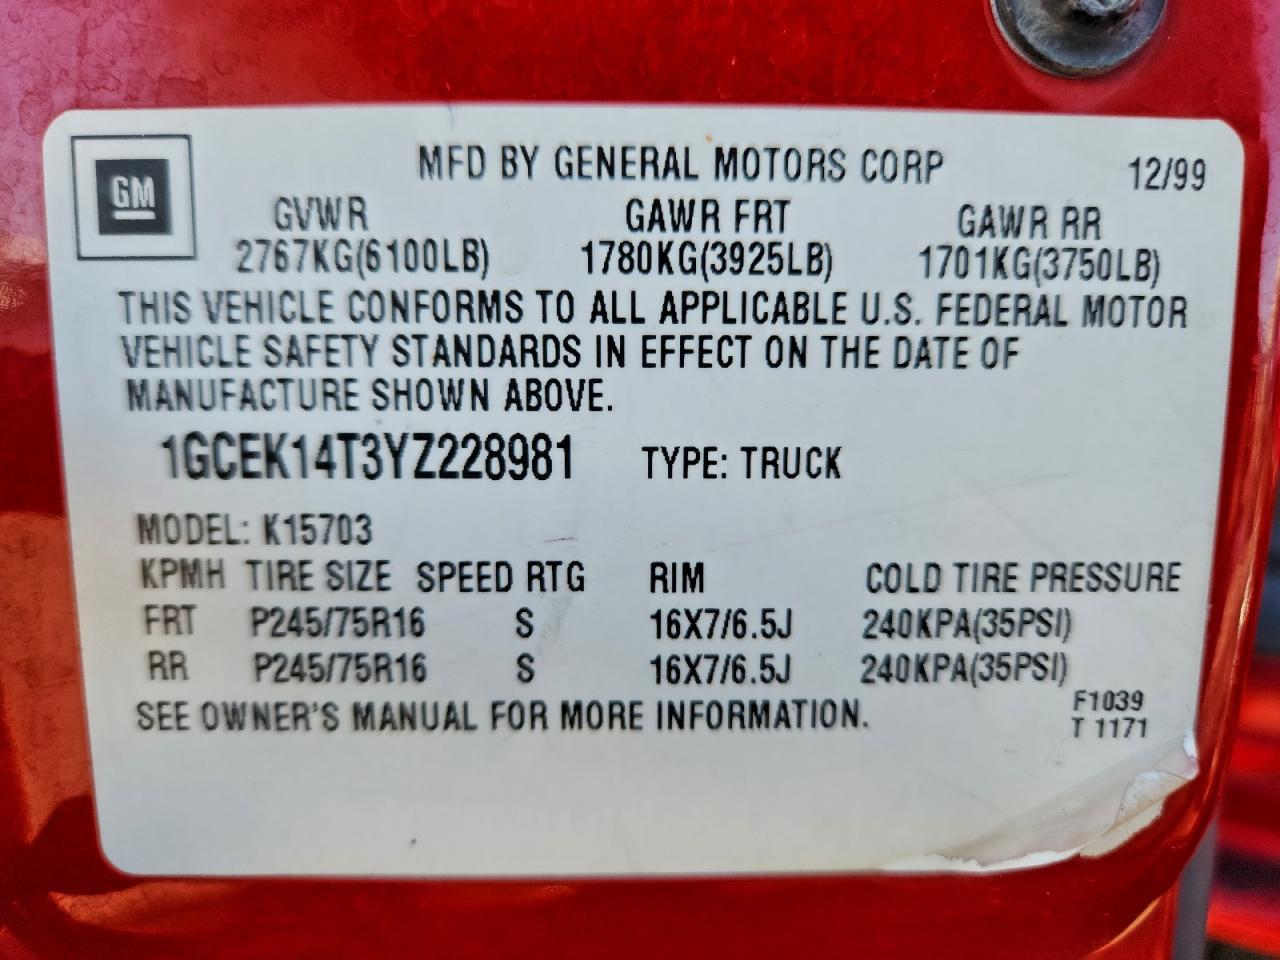 GM
MFD BY GENERAL MOTORS CORP 12/99
GVWR GAWR FRT GAWR RR
2767KG(6100LB) 1780KG(3925LB) 1701KG(3750LB)
THIS VEHICLE CONFORMS TO ALL APPLICABLE U.S. FEDERAL MOTOR
VEHICLE SAFETY STANDARDS IN EFFECT ON THE DATE OF
MANUFACTURE SHOWN ABOVE.
1GCEK14T3YZ228981 TYPE: TRUCK
MODEL: K15703
KPMH TIRE SIZE SPEED RTG RIM COLD TIRE PRESSURE
FRT P245/75R16 S 16X7/6.5J 240KPA(35PSI)
RR P245/75R16 S 16X7/6.5J 240KPA(35PSI)
SEE OWNER'S MANUAL FOR MORE INFORMATION.
F1039
T 1171